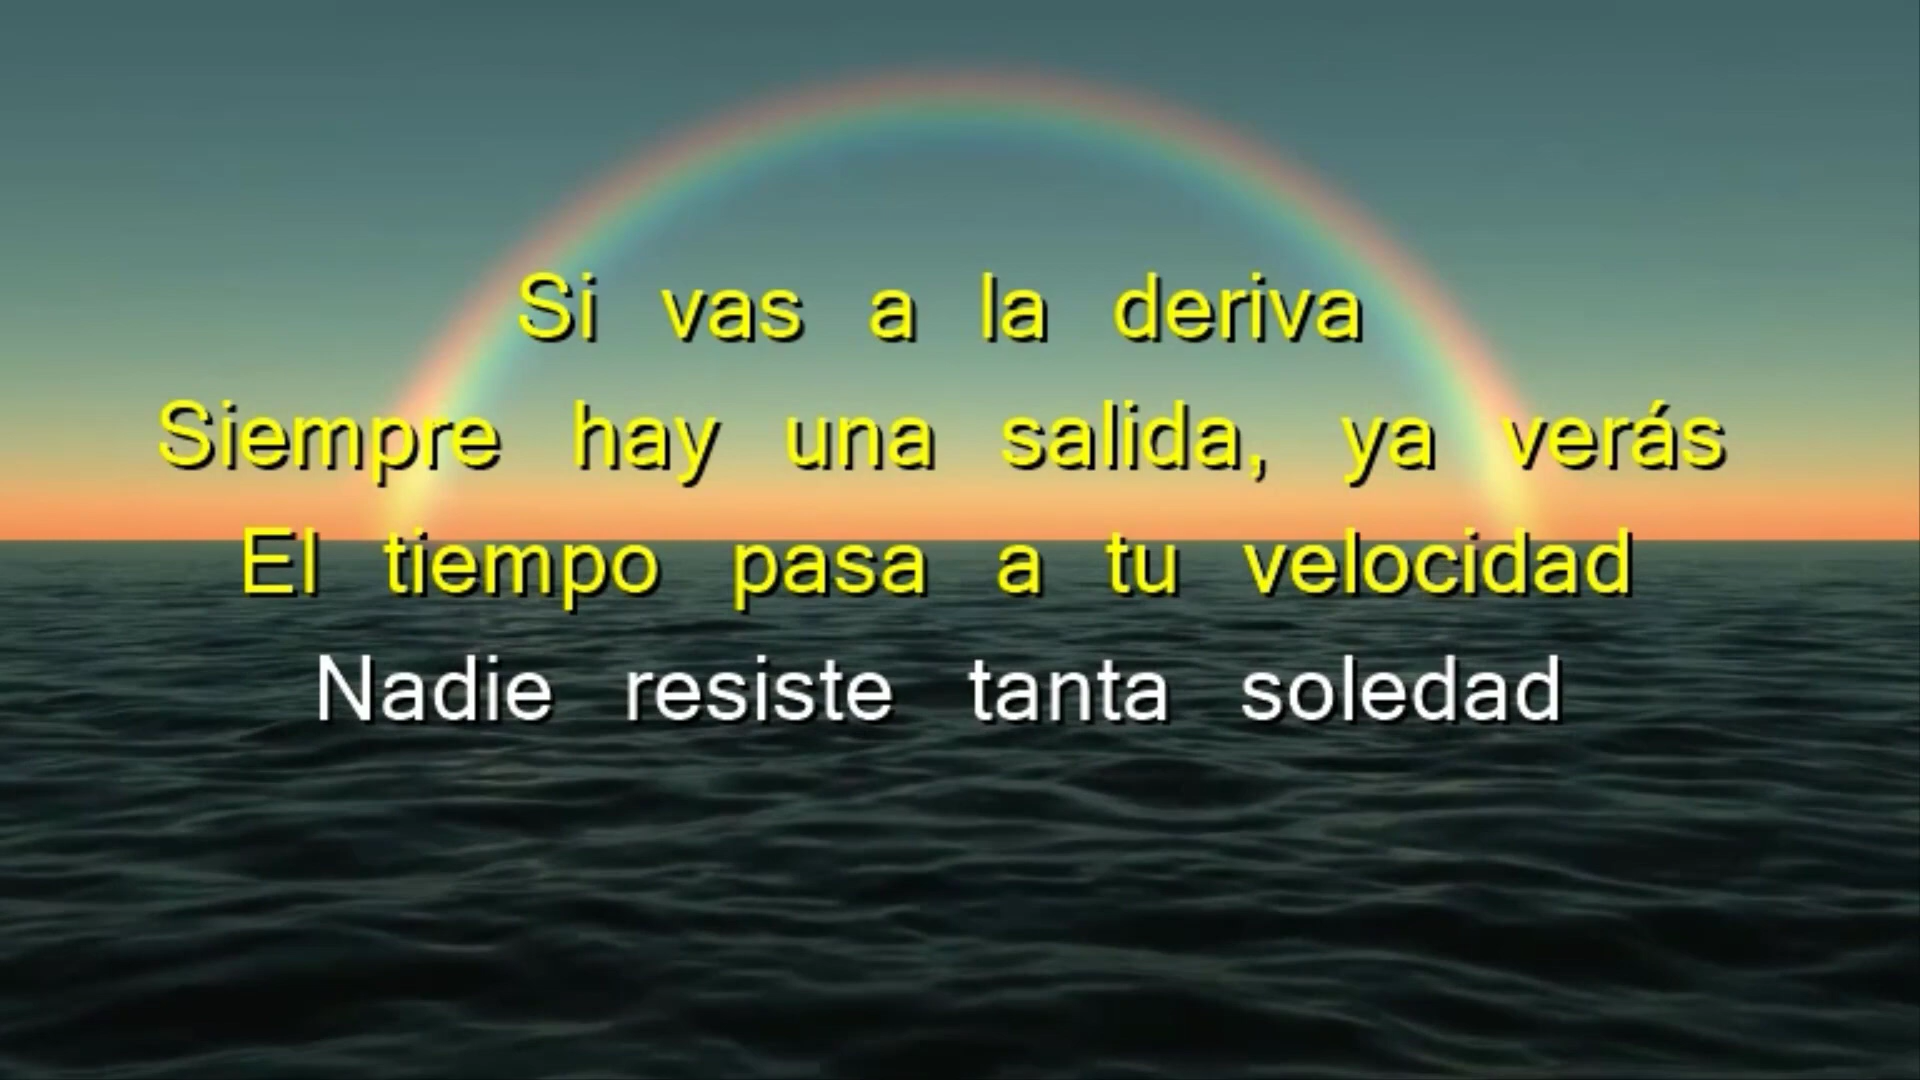 Si vas a la deriva
Siempre hay una salida, ya verás
El tiempo pasa a tu velocidad
Nadie resiste tanta soledad